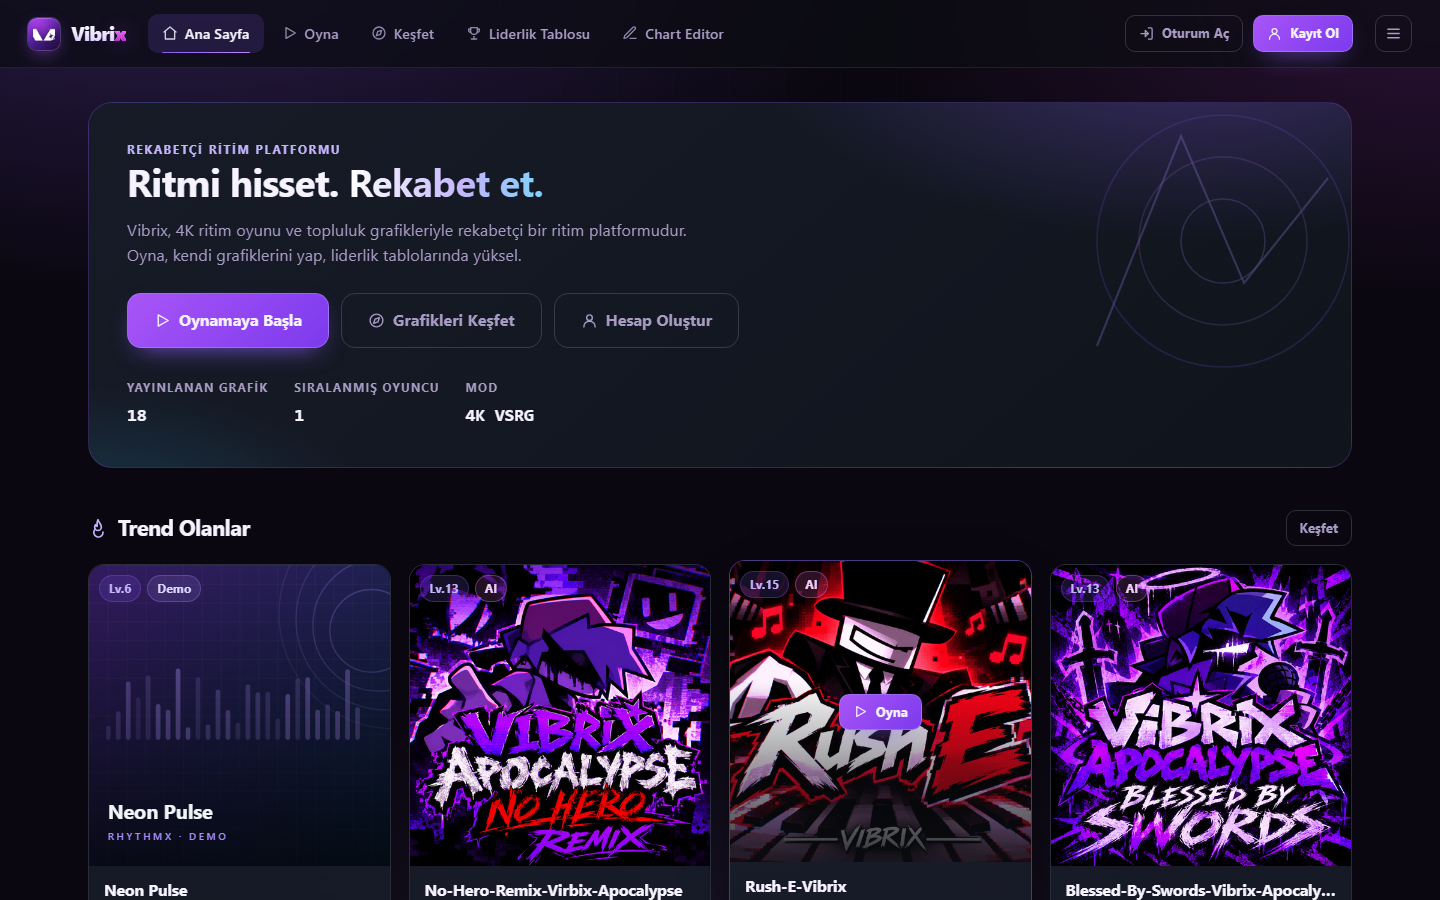 Vibrix
Ana Sayfa
Oyna
Keşfet
Liderlik Tablosu
Chart Editor
Oturum Aç
Kayıt Ol
REKABETÇİ RİTİM PLATFORMU
Ritmi hisset. Rekabet et.
Vibrix, 4K ritim oyunu ve topluluk grafikleriyle rekabetçi bir ritim platformudur.
Oyna, kendi grafiklerini yap, liderlik tablolarında yüksel.
Oynamaya Başla
Grafikleri Keşfet
Hesap Oluştur
YAYINLANAN GRAFİK
18
SIRALANMIŞ OYUNCU
1
MOD
4K VSRG
Trend Olanlar
Keşfet
Lv.6
Demo
Neon Pulse
RHYTHMX · DEMO
Neon Pulse
Lv.13
AI
VIBRIX
APOCALYPSE
NO HERO
REMIX
No-Hero-Remix-Virbix-Apocalypse
Lv.15
AI
RUSH E
Oyna
VIBRIX
Rush-E-Vibrix
Lv.13
AI
VIBRIX
APOCALYPSE
BLESSED BY
SWORDS
Blessed-By-Swords-Vibrix-Apocaly...